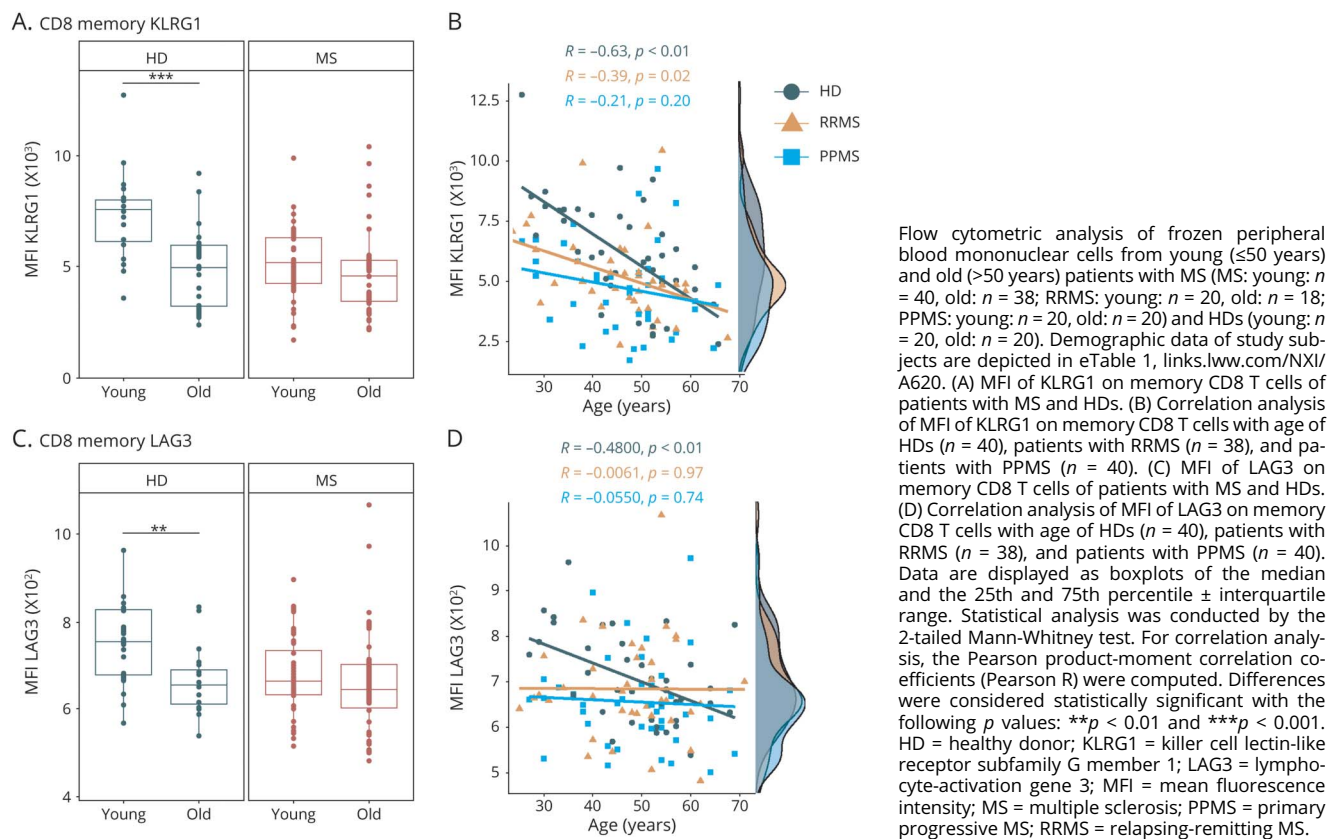 A. CD8 memory KLRG1
HD MS
***
MFI KLRG1 (X10³)
10
5
0
Young Old Young Old
B
R = –0.63, p < 0.01
R = –0.39, p = 0.02
R = –0.21, p = 0.20
HD
RRMS
PPMS
MFI KLRG1 (X10³)
12.5
10.0
7.5
5.0
2.5
30 40 50 60 70
Age (years)
C. CD8 memory LAG3
HD MS
**
MFI LAG3 (X10²)
10
8
6
4
Young Old Young Old
D
R = –0.4800, p < 0.01
R = –0.0061, p = 0.97
R = –0.0550, p = 0.74
MFI LAG3 (X10²)
10
9
8
7
6
5
30 40 50 60 70
Age (years)
Flow cytometric analysis of frozen peripheral
blood mononuclear cells from young (≤50 years)
and old (>50 years) patients with MS (MS: young: n
= 40, old: n = 38; RRMS: young: n = 20, old: n = 18;
PPMS: young: n = 20, old: n = 20) and HDs (young: n
= 20, old: n = 20). Demographic data of study sub-
jects are depicted in eTable 1, links.lww.com/NXI/
A620. (A) MFI of KLRG1 on memory CD8 T cells of
patients with MS and HDs. (B) Correlation analysis
of MFI of KLRG1 on memory CD8 T cells with age of
HDs (n = 40), patients with RRMS (n = 38), and pa-
tients with PPMS (n = 40). (C) MFI of LAG3 on
memory CD8 T cells of patients with MS and HDs.
(D) Correlation analysis of MFI of LAG3 on memory
CD8 T cells with age of HDs (n = 40), patients with
RRMS (n = 38), and patients with PPMS (n = 40).
Data are displayed as boxplots of the median
and the 25th and 75th percentile ± interquartile
range. Statistical analysis was conducted by the
2-tailed Mann-Whitney test. For correlation analy-
sis, the Pearson product-moment correlation co-
efficients (Pearson R) were computed. Differences
were considered statistically significant with the
following p values: **p < 0.01 and ***p < 0.001.
HD = healthy donor; KLRG1 = killer cell lectin-like
receptor subfamily G member 1; LAG3 = lympho-
cyte-activation gene 3; MFI = mean fluorescence
intensity; MS = multiple sclerosis; PPMS = primary
progressive MS; RRMS = relapsing-remitting MS.